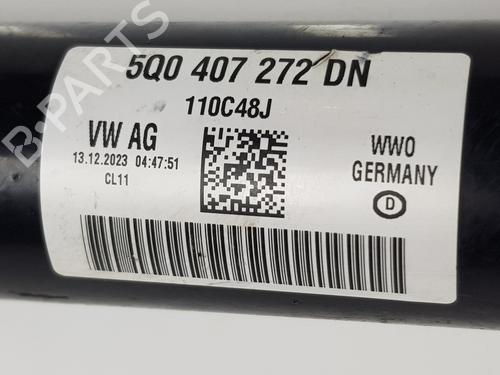 5Q0 407 272 DN
110C48J
VW AG
13.12.2023 04:47:51
CL11
WWO
GERMANY
D
B-PARTS